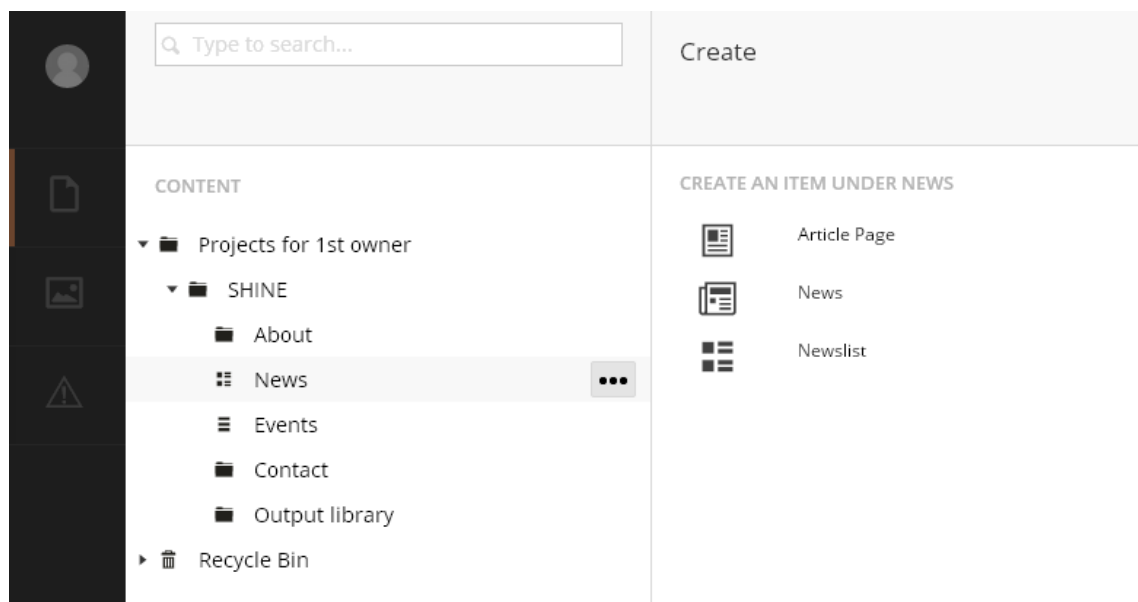 Type to search...
Create
CONTENT
Projects for 1st owner
SHINE
About
News
Events
Contact
Output library
Recycle Bin
CREATE AN ITEM UNDER NEWS
Article Page
News
Newslist